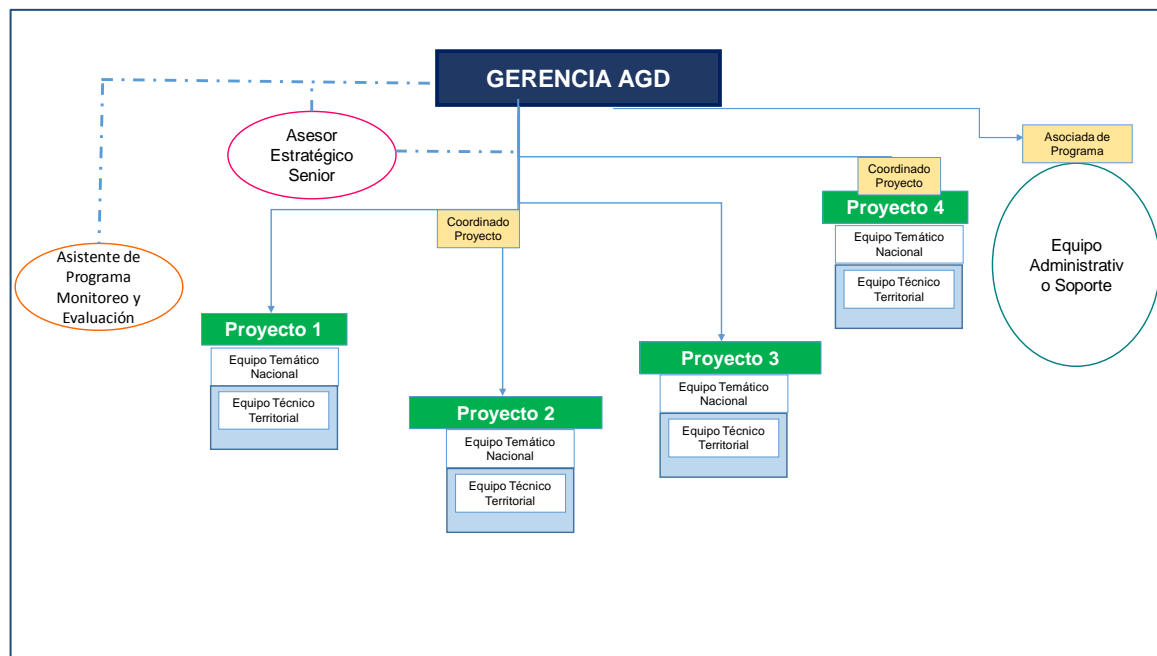 GERENCIA AGD
Asesor
Estratégico
Senior
Asociada de
Programa
Coordinado
Proyecto
Proyecto 4
Equipo Temático
Nacional
Equipo Técnico
Territorial
Coordinado
Proyecto
Equipo
Administrativ
o Soporte
Asistente de
Programa
Monitoreo y
Evaluación
Proyecto 1
Equipo Temático
Nacional
Equipo Técnico
Territorial
Proyecto 2
Equipo Temático
Nacional
Equipo Técnico
Territorial
Proyecto 3
Equipo Temático
Nacional
Equipo Técnico
Territorial